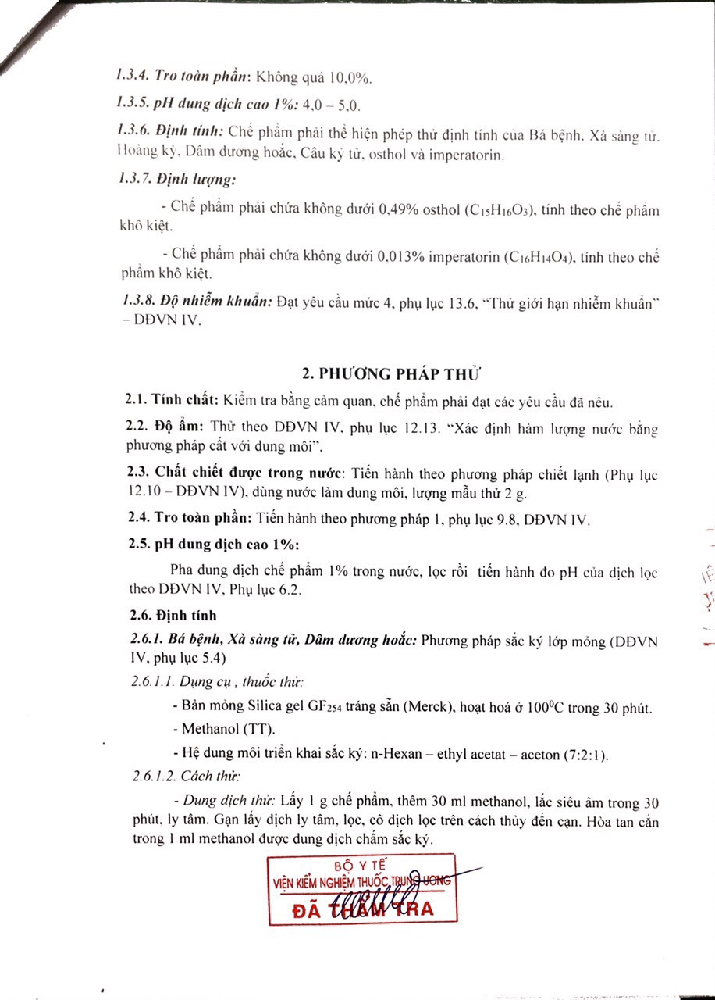 1.3.4. Tro toàn phần: Không quá 10,0%.
1.3.5. pH dung dịch cao 1%: 4,0 – 5,0.
1.3.6. Định tính: Chế phẩm phải thể hiện phép thử định tính của Bá bệnh. Xà sàng tử.
Hoàng kỳ, Dâm dương hoắc, Câu kỷ tử, osthol và imperatorin.
1.3.7. Định lượng:
- Chế phẩm phải chứa không dưới 0,49% osthol (C₁₅H₁₆O₃), tính theo chế phẩm
khô kiệt.
- Chế phẩm phải chứa không dưới 0,013% imperatorin (C₁₆H₁₄O₄), tính theo chế
phẩm khô kiệt.
1.3.8. Độ nhiễm khuẩn: Đạt yêu cầu mức 4, phụ lục 13.6, “Thử giới hạn nhiễm khuẩn”
– DĐVN IV.
2. PHƯƠNG PHÁP THỬ
2.1. Tính chất: Kiểm tra bằng cảm quan, chế phẩm phải đạt các yêu cầu đã nêu.
2.2. Độ ẩm: Thử theo DĐVN IV, phụ lục 12.13. “Xác định hàm lượng nước bằng
phương pháp cất với dung môi”.
2.3. Chất chiết được trong nước: Tiến hành theo phương pháp chiết lạnh (Phụ lục
12.10 – DĐVN IV), dùng nước làm dung môi, lượng mẫu thử 2 g.
2.4. Tro toàn phần: Tiến hành theo phương pháp 1, phụ lục 9.8, DĐVN IV.
2.5. pH dung dịch cao 1%:
Pha dung dịch chế phẩm 1% trong nước, lọc rồi tiến hành đo pH của dịch lọc
theo DĐVN IV, Phụ lục 6.2.
2.6. Định tính
2.6.1. Bá bệnh, Xà sàng tử, Dâm dương hoắc: Phương pháp sắc ký lớp mỏng (DĐVN
IV, phụ lục 5.4)
2.6.1.1. Dụng cụ , thuốc thử:
- Bản mỏng Silica gel GF₂₅₄ tráng sẵn (Merck), hoạt hoá ở 100⁰C trong 30 phút.
- Methanol (TT).
- Hệ dung môi triển khai sắc ký: n-Hexan – ethyl acetat – aceton (7:2:1).
2.6.1.2. Cách thử:
- Dung dịch thử: Lấy 1 g chế phẩm, thêm 30 ml methanol, lắc siêu âm trong 30
phút, ly tâm. Gạn lấy dịch ly tâm, lọc, cô dịch lọc trên cách thủy đến cạn. Hòa tan cắn
trong 1 ml methanol được dung dịch chấm sắc ký.
BỘ Y TẾ
VIỆN KIỂM NGHIỆM THUỐC TRUNG ƯƠNG
ĐÃ THẨM TRA